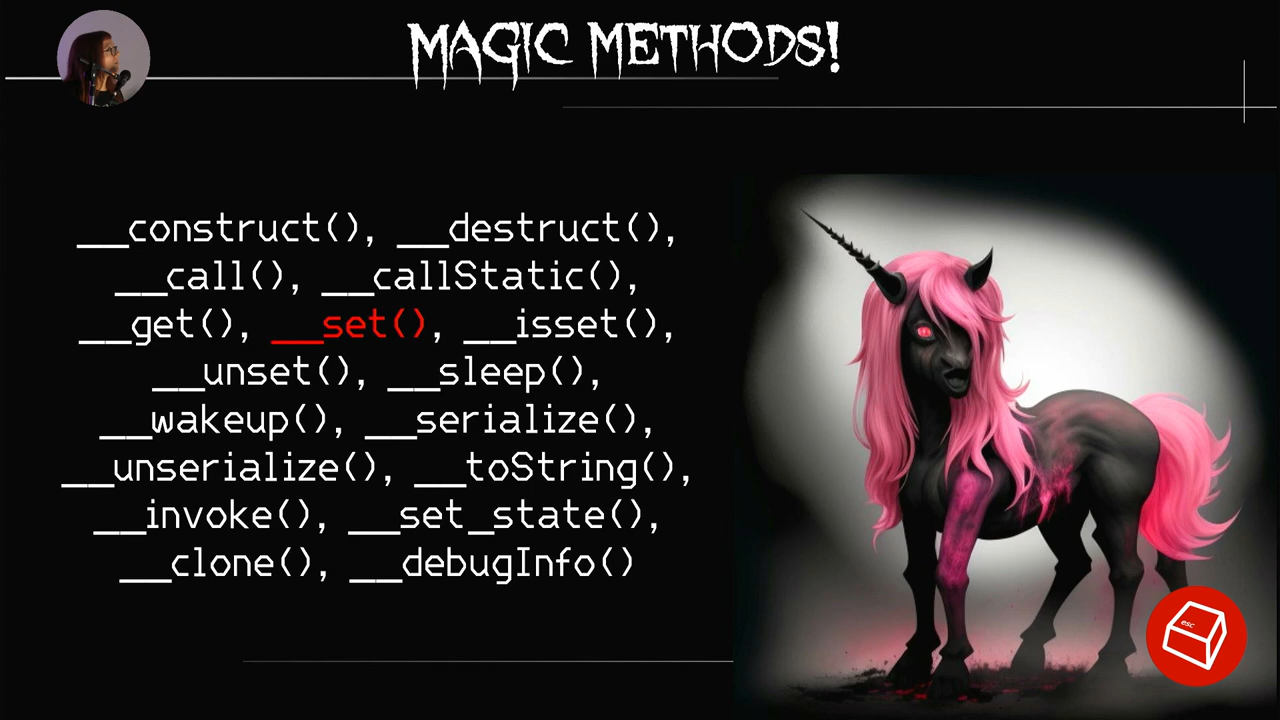 MAGIC METHODS!
__construct(), __destruct(),
__call(), __callStatic(),
__get(), __set(), __isset(),
__unset(), __sleep(),
__wakeup(), __serialize(),
__unserialize(), __toString(),
__invoke(), __set_state(),
__clone(), __debugInfo()
esc